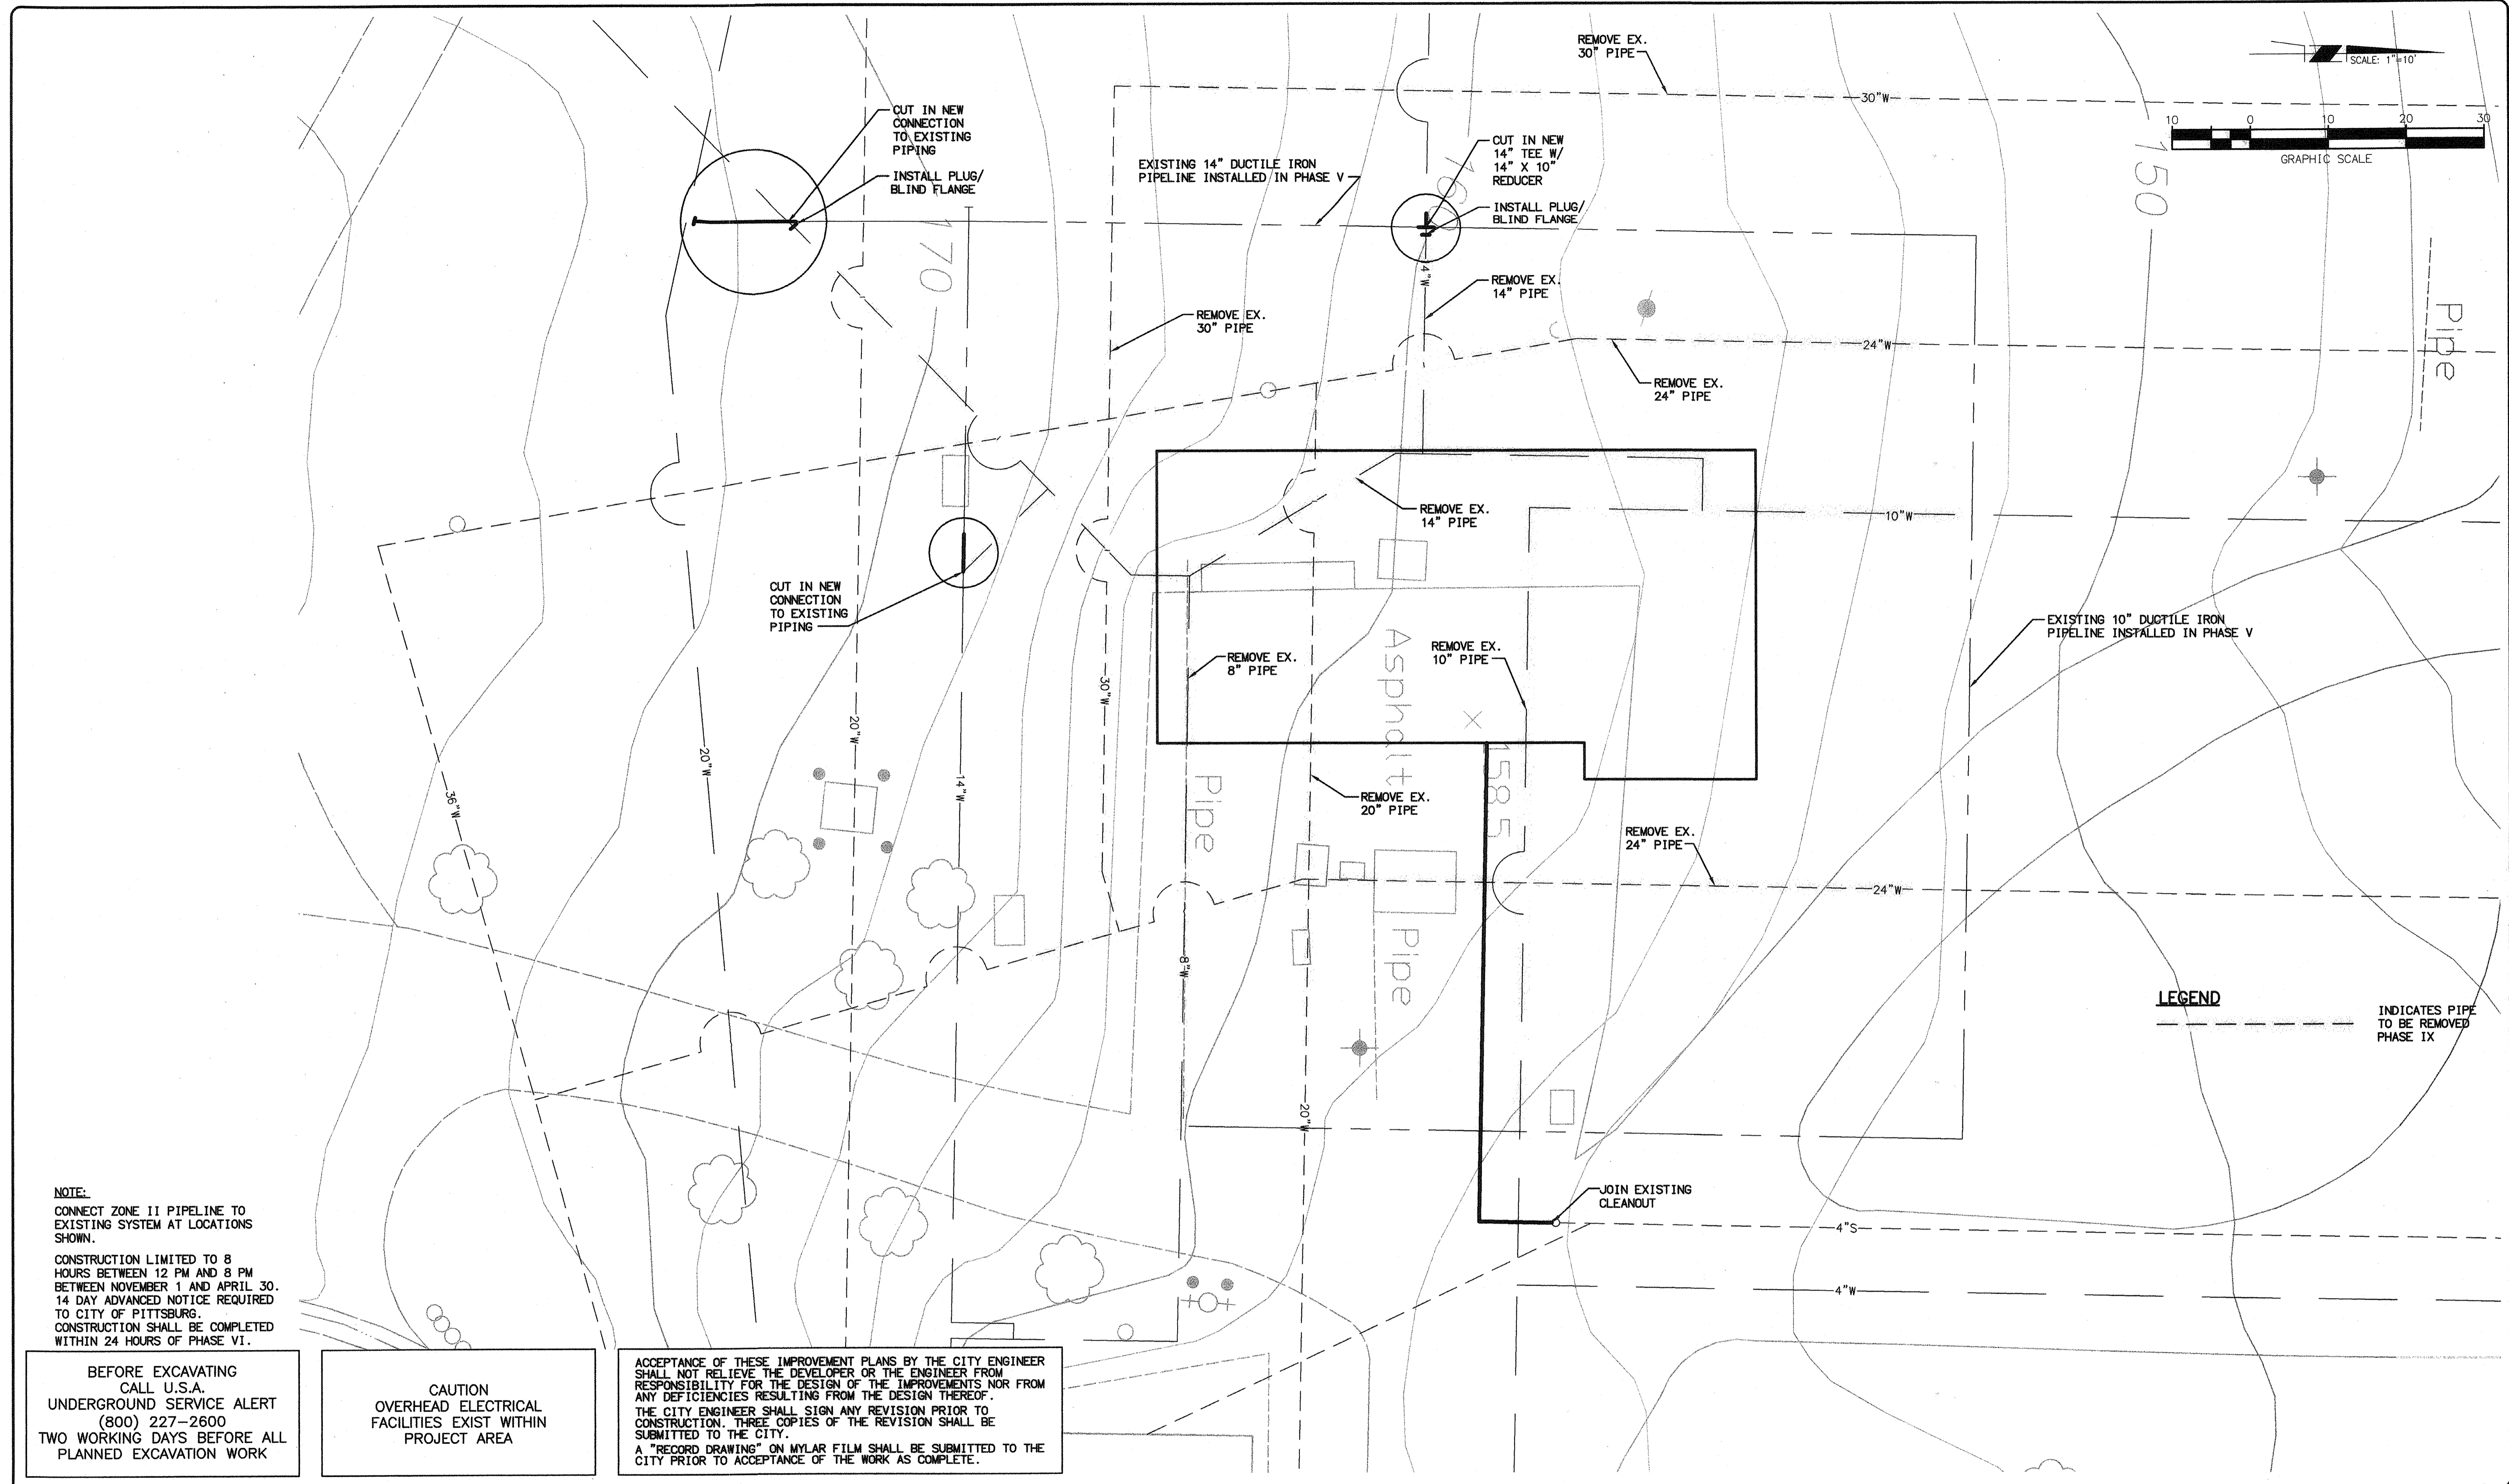 REMOVE EX.
30" PIPE
SCALE: 1"=10'
10 0 10 20 30
GRAPHIC SCALE
30"W
CUT IN NEW
CONNECTION
TO EXISTING
PIPING
INSTALL PLUG/
BLIND FLANGE
EXISTING 14" DUCTILE IRON
PIPELINE INSTALLED IN PHASE V
CUT IN NEW
14" TEE W/
14" X 10"
REDUCER
INSTALL PLUG/
BLIND FLANGE
160
150
170
4"W
REMOVE EX.
14" PIPE
REMOVE EX.
30" PIPE
24"W
REMOVE EX.
24" PIPE
Pipe
REMOVE EX.
14" PIPE
10"W
CUT IN NEW
CONNECTION
TO EXISTING
PIPING
EXISTING 10" DUCTILE IRON
PIPELINE INSTALLED IN PHASE V
REMOVE EX.
8" PIPE
Asphalt
REMOVE EX.
10" PIPE
30"W
20"W
20"W
14"W
36"W
158.5
Pipe
REMOVE EX.
20" PIPE
REMOVE EX.
24" PIPE
24"W
Pipe
8"W
20"W
LEGEND
INDICATES PIPE
TO BE REMOVED
PHASE IX
JOIN EXISTING
CLEANOUT
4"S
4"W
NOTE:
CONNECT ZONE II PIPELINE TO
EXISTING SYSTEM AT LOCATIONS
SHOWN.
CONSTRUCTION LIMITED TO 8
HOURS BETWEEN 12 PM AND 8 PM
BETWEEN NOVEMBER 1 AND APRIL 30.
14 DAY ADVANCED NOTICE REQUIRED
TO CITY OF PITTSBURG.
CONSTRUCTION SHALL BE COMPLETED
WITHIN 24 HOURS OF PHASE VI.
BEFORE EXCAVATING
CALL U.S.A.
UNDERGROUND SERVICE ALERT
(800) 227-2600
TWO WORKING DAYS BEFORE ALL
PLANNED EXCAVATION WORK
CAUTION
OVERHEAD ELECTRICAL
FACILITIES EXIST WITHIN
PROJECT AREA
ACCEPTANCE OF THESE IMPROVEMENT PLANS BY THE CITY ENGINEER
SHALL NOT RELIEVE THE DEVELOPER OR THE ENGINEER FROM
RESPONSIBILITY FOR THE DESIGN OF THE IMPROVEMENTS NOR FROM
ANY DEFICIENCIES RESULTING FROM THE DESIGN THEREOF.
THE CITY ENGINEER SHALL SIGN ANY REVISION PRIOR TO
CONSTRUCTION. THREE COPIES OF THE REVISION SHALL BE
SUBMITTED TO THE CITY.
A "RECORD DRAWING" ON MYLAR FILM SHALL BE SUBMITTED TO THE
CITY PRIOR TO ACCEPTANCE OF THE WORK AS COMPLETE.